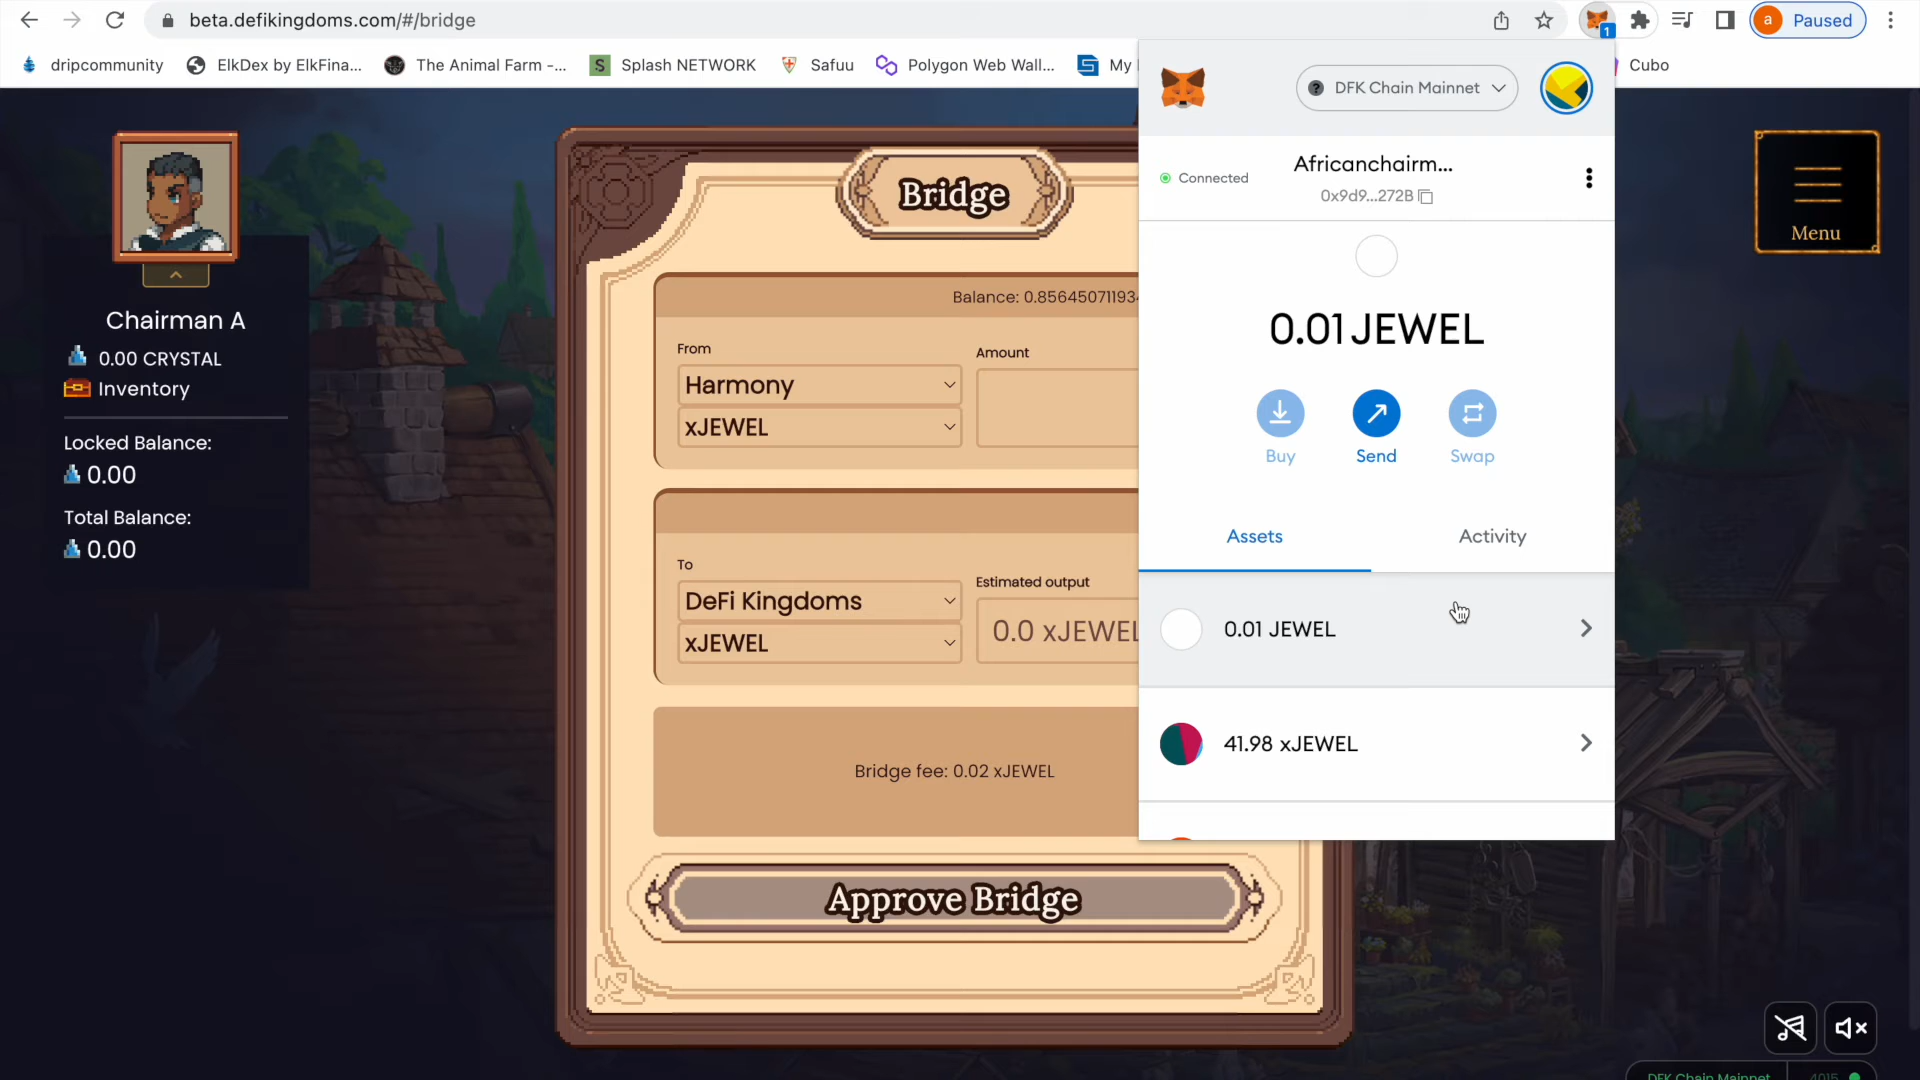 beta.defikingdoms.com/#/bridge
1
a Paused
dripcommunity
ElkDex by ElkFina...
The Animal Farm -...
S Splash NETWORK
Safuu
Polygon Web Wall...
My
Cubo
DFK Chain Mainnet
Connected
Africanchairm...
0x9d9...272B
0.01 JEWEL
Buy
Send
Swap
Assets
Activity
0.01 JEWEL
41.98 xJEWEL
Menu
Chairman A
0.00 CRYSTAL
Inventory
Locked Balance:
0.00
Total Balance:
0.00
Bridge
Balance: 0.8564507119
From
Amount
Harmony
xJEWEL
To
Estimated output
DeFi Kingdoms
xJEWEL
0.0 xJEWEL
Bridge fee: 0.02 xJEWEL
Approve Bridge
DFK Chain Mainnet
4015